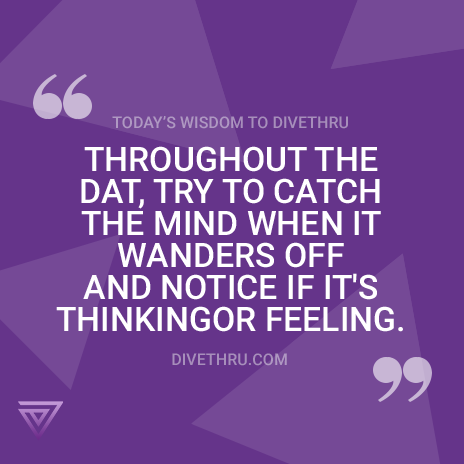 TODAY'S WISDOM TO DIVETHRU
THROUGHOUT THE
DAT, TRY TO CATCH
THE MIND WHEN IT
WANDERS OFF
AND NOTICE IF IT'S
THINKINGOR FEELING.
DIVETHRU.COM